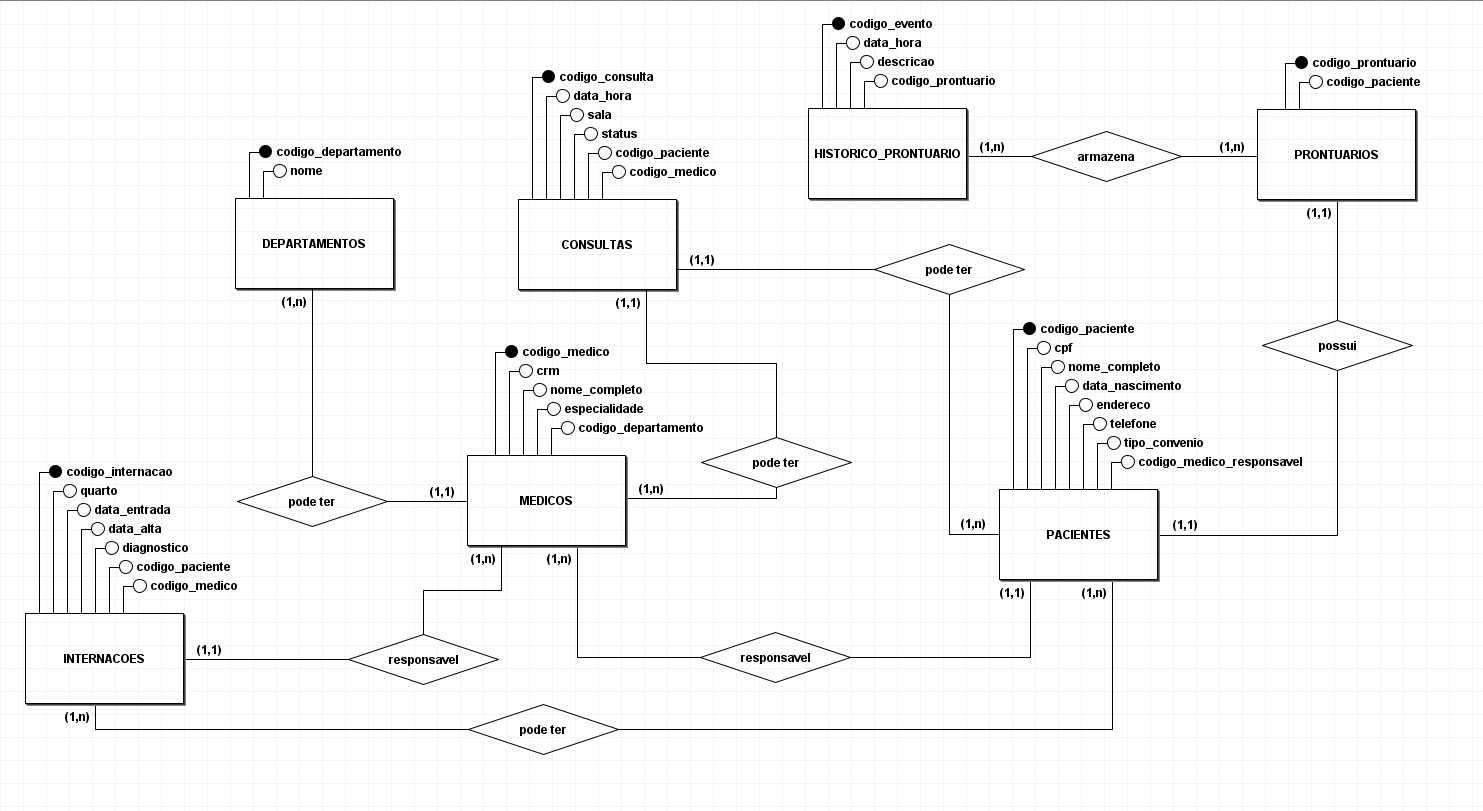 codigo_evento
data_hora
descricao
codigo_prontuario
HISTORICO_PRONTUARIO
(1,n)
armazena
(1,n)
codigo_prontuario
codigo_paciente
PRONTUARIOS
(1,1)
codigo_consulta
data_hora
sala
status
codigo_paciente
codigo_medico
CONSULTAS
(1,1)
pode ter
(1,1)
codigo_departamento
nome
DEPARTAMENTOS
(1,n)
possui
codigo_paciente
cpf
nome_completo
data_nascimento
endereco
telefone
tipo_convenio
codigo_medico_responsavel
PACIENTES
(1,n)
(1,1)
(1,1)
(1,n)
codigo_medico
crm
nome_completo
especialidade
codigo_departamento
MEDICOS
pode ter
(1,n)
pode ter
(1,1)
(1,n)
(1,n)
codigo_internacao
quarto
data_entrada
data_alta
diagnostico
codigo_paciente
codigo_medico
INTERNACOES
(1,1)
responsavel
responsavel
(1,n)
pode ter